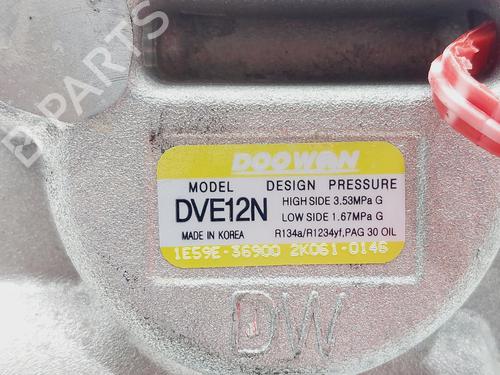 D PARTS
DOOWON
MODEL DESIGN PRESSURE
DVE12N HIGH SIDE 3.53MPa G
LOW SIDE 1.67MPa G
MADE IN KOREA R134a/R1234yf,PAG 30 OIL
1E59E-36900 2K061-0146
DW